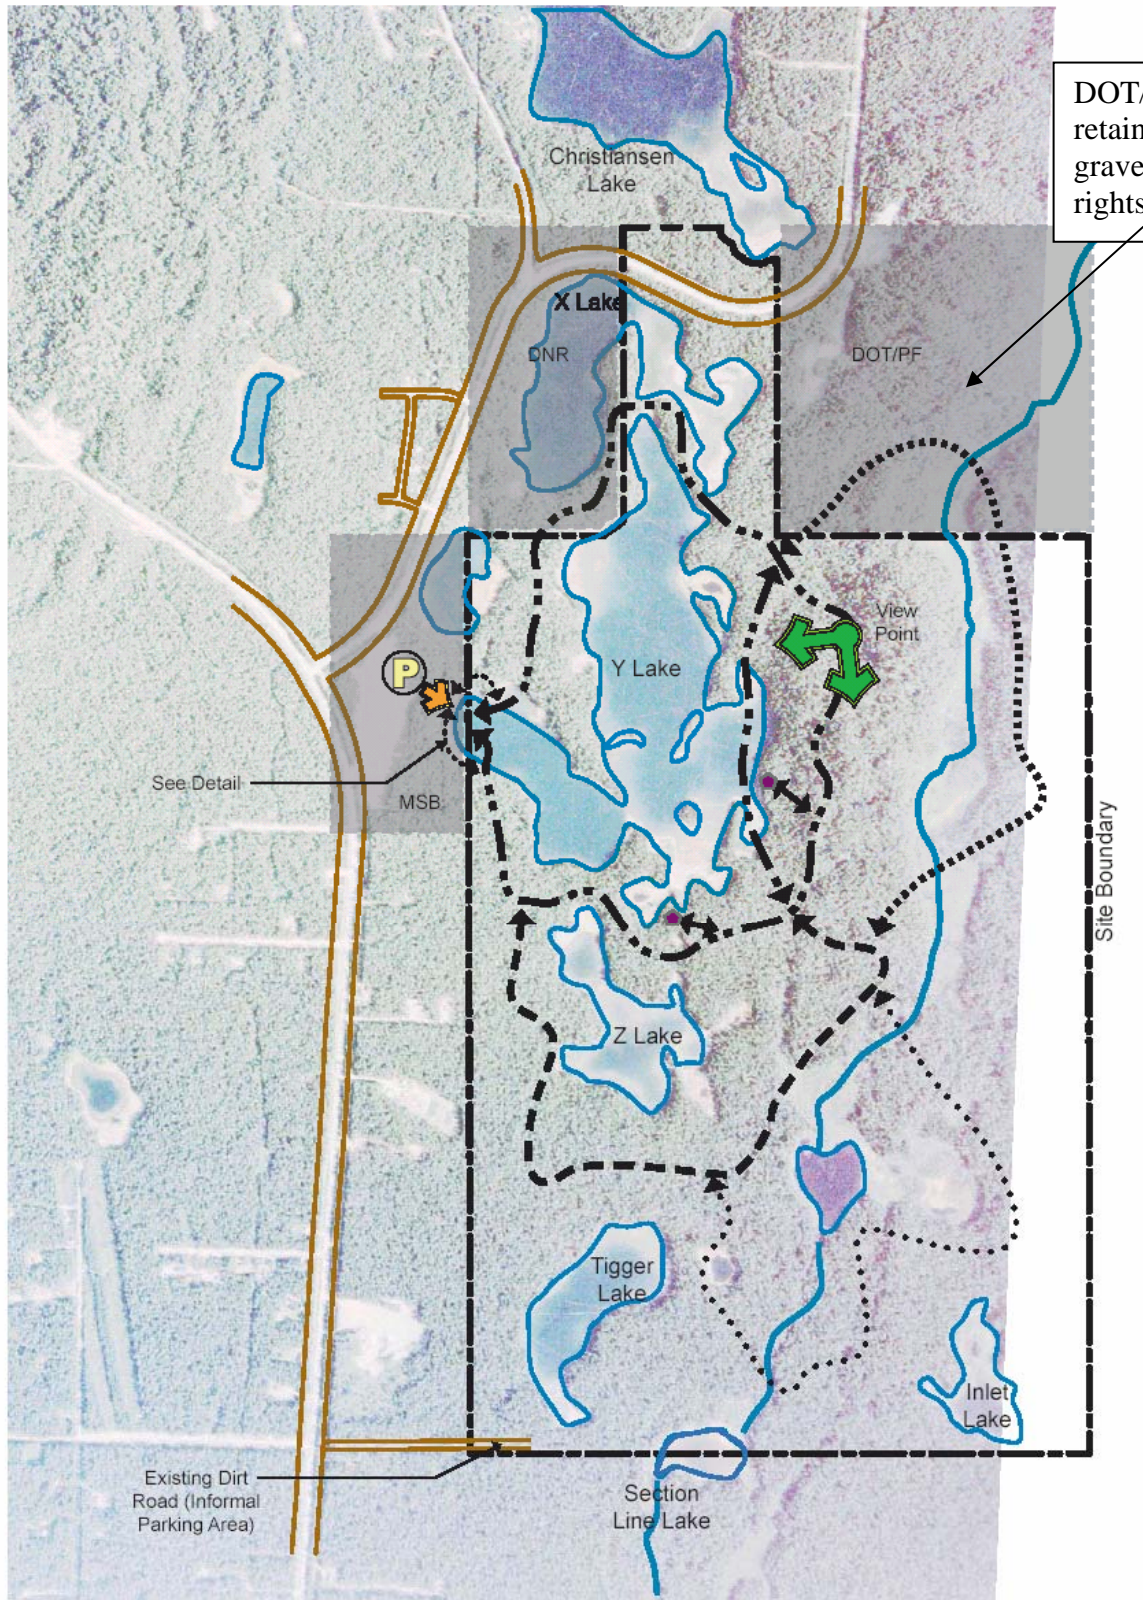 DOT/
retain
grave
rights
Christiansen
Lake
X Lake
DNR
DOT/PF
View
Point
Y Lake
P
See Detail
MSB
Site Boundary
Z Lake
Tigger
Lake
Inlet
Lake
Existing Dirt
Road (Informal
Parking Area)
Section
Line Lake